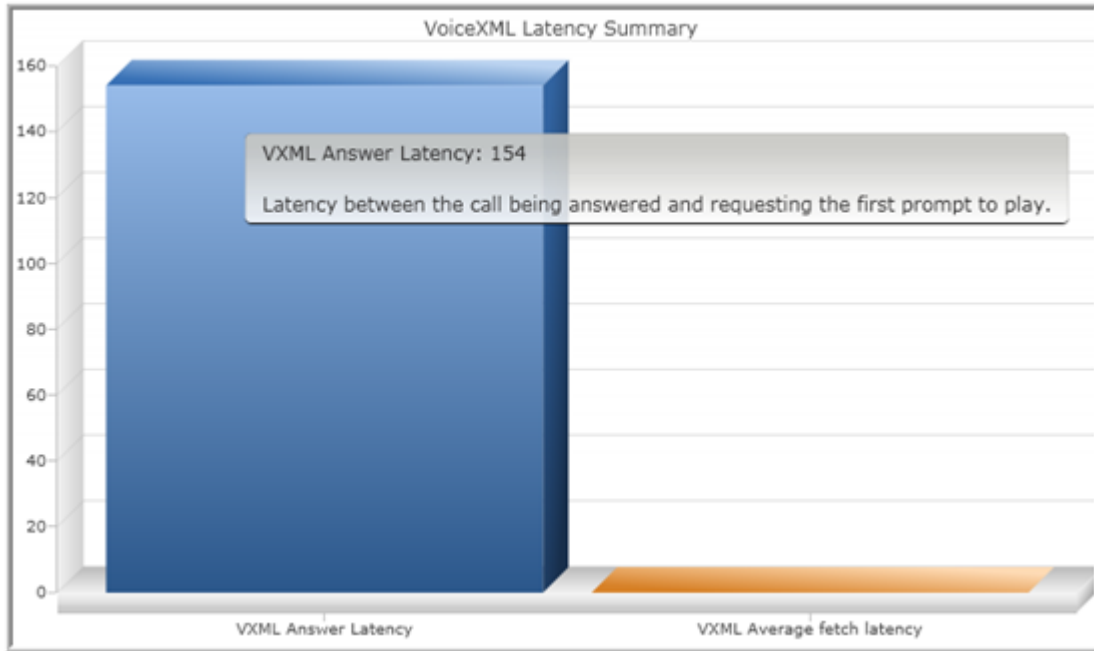 VoiceXML Latency Summary
160
140
120
100
80
60
40
20
0
VXML Answer Latency: 154
Latency between the call being answered and requesting the first prompt to play.
VXML Answer Latency
VXML Average fetch latency